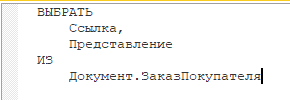 ВЫБРАТЬ
Ссылка,
Представление
ИЗ
Документ.ЗаказПокупателя